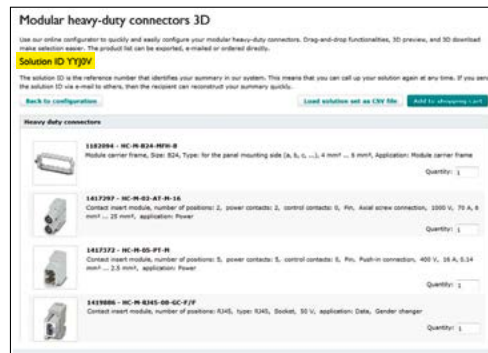 Modular heavy-duty connectors 3D
Use our online configurator to quickly and easily configure your modular heavy-duty connectors. Drag-and-drop functionalities, 3D preview, and 3D download
make selection easier. The product list can be exported, e-mailed or ordered directly.
Solution ID YYJ0V
The solution ID is the reference number that identifies your summary in our system. This means that you can call up your solution again at any time. If you send
the solution ID via e-mail to others, then the recipient can reconstruct your summary quickly.
Back to configuration Load solution set as CSV file Add to shopping cart
Heavy duty connectors
1182094 - HC-M-B24-MFH-8
Module carrier frame, Size: B24, Type: for the panel mounting side (a, b, c, ...), 4 mm² ... 6 mm², Application: Module carrier frame
Quantity: 1
1417297 - HC-M-02-AT-M-16
Contact insert module, number of positions: 2, power contacts: 2, control contacts: 0, Pin, Axial screw connection, 1000 V, 70 A, 6
mm² ... 25 mm², application: Power
Quantity: 1
1417372 - HC-M-05-PT-M
Contact insert module, number of positions: 5, power contacts: 5, control contacts: 0, Pin, Push-in connection, 400 V, 16 A, 0.14
mm² ... 2.5 mm², application: Power
Quantity: 1
1419886 - HC-M-RJ45-08-GC-F/F
Contact insert module, number of positions: RJ45, type: RJ45, Socket, 50 V, application: Data, Gender changer
Quantity: 1